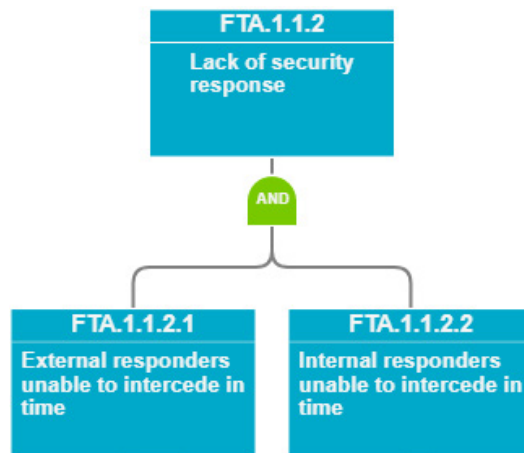 FTA.1.1.2
Lack of security
response
AND
FTA.1.1.2.1
External responders
unable to intercede in
time
FTA.1.1.2.2
Internal responders
unable to intercede in
time